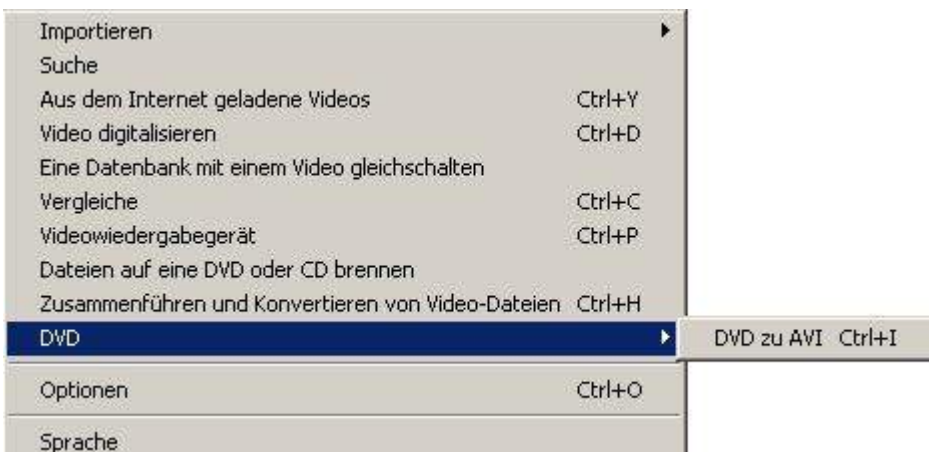 Importieren
Suche
Aus dem Internet geladene Videos Ctrl+Y
Video digitalisieren Ctrl+D
Eine Datenbank mit einem Video gleichschalten
Vergleiche Ctrl+C
Videowiedergabegerät Ctrl+P
Dateien auf eine DVD oder CD brennen
Zusammenführen und Konvertieren von Video-Dateien Ctrl+H
DVD DVD zu AVI Ctrl+I
Optionen Ctrl+O
Sprache